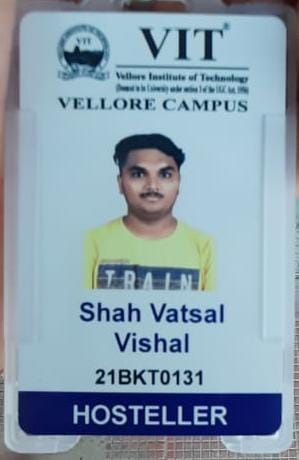 VIT
VIT®
Vellore Institute of Technology
(Deemed to be University under section 3 of the UGC Act, 1956)
VELLORE CAMPUS
TRAIN
Shah Vatsal
Vishal
21BKT0131
HOSTELLER